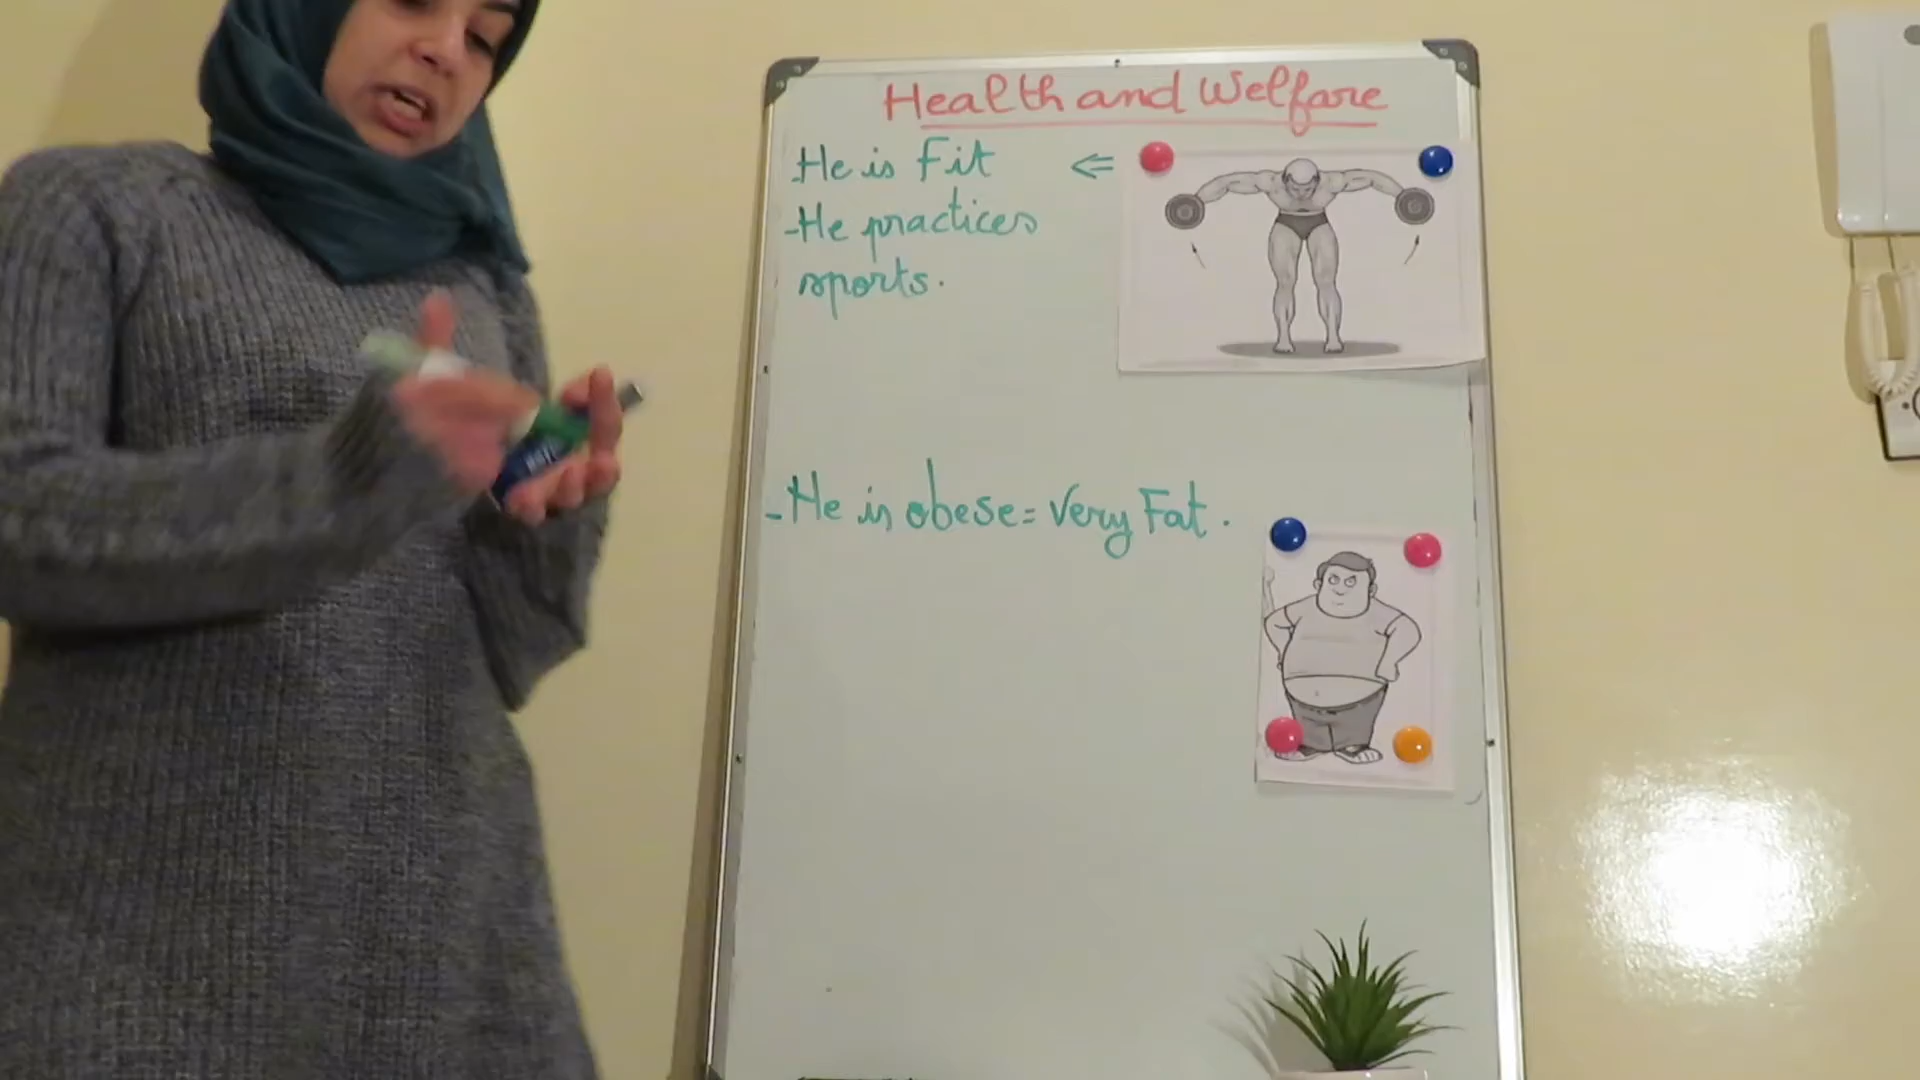 Health and Welfare
-He is Fit ⇐
-He practices
sports.
-He is obese = Very Fat.